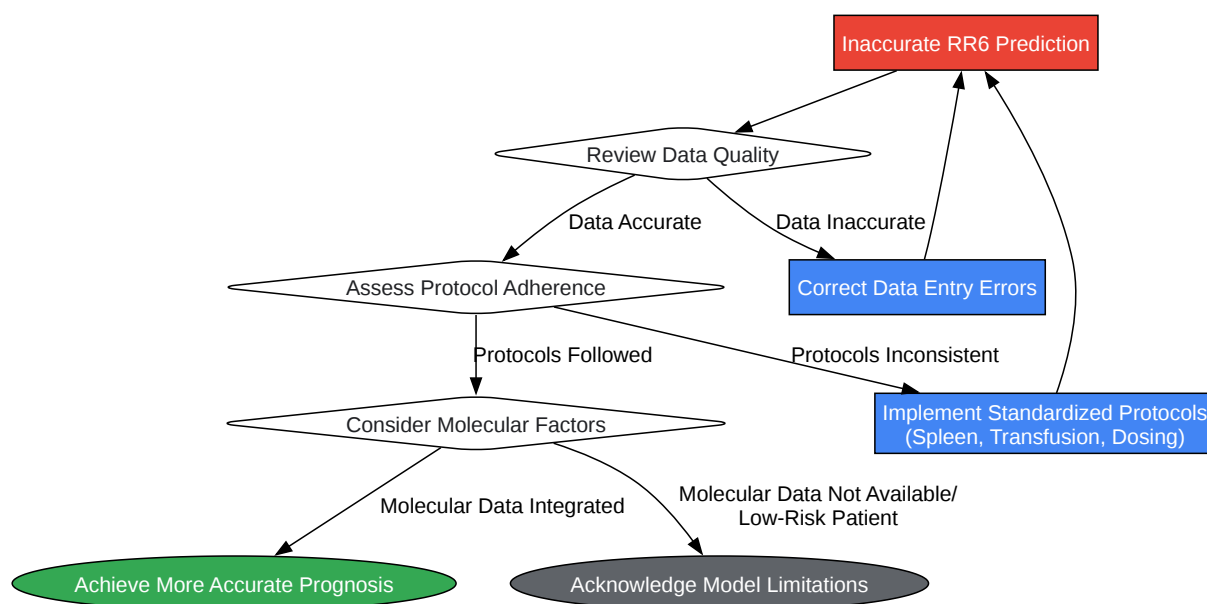 Inaccurate RR6 Prediction
Review Data Quality
Data Accurate
Data Inaccurate
Assess Protocol Adherence
Correct Data Entry Errors
Protocols Followed
Protocols Inconsistent
Consider Molecular Factors
Implement Standardized Protocols
(Spleen, Transfusion, Dosing)
Molecular Data Integrated
Molecular Data Not Available/
Low-Risk Patient
Achieve More Accurate Prognosis
Acknowledge Model Limitations